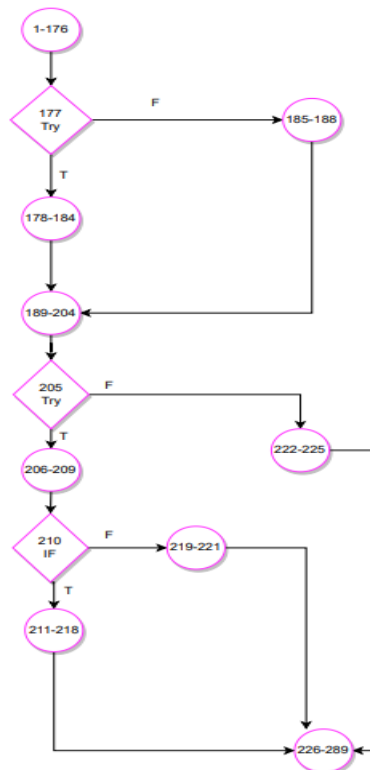 1-176
177
Try
F
185-188
T
178-184
189-204
205
Try
F
T
222-225
206-209
210
IF
F
219-221
T
211-218
226-289